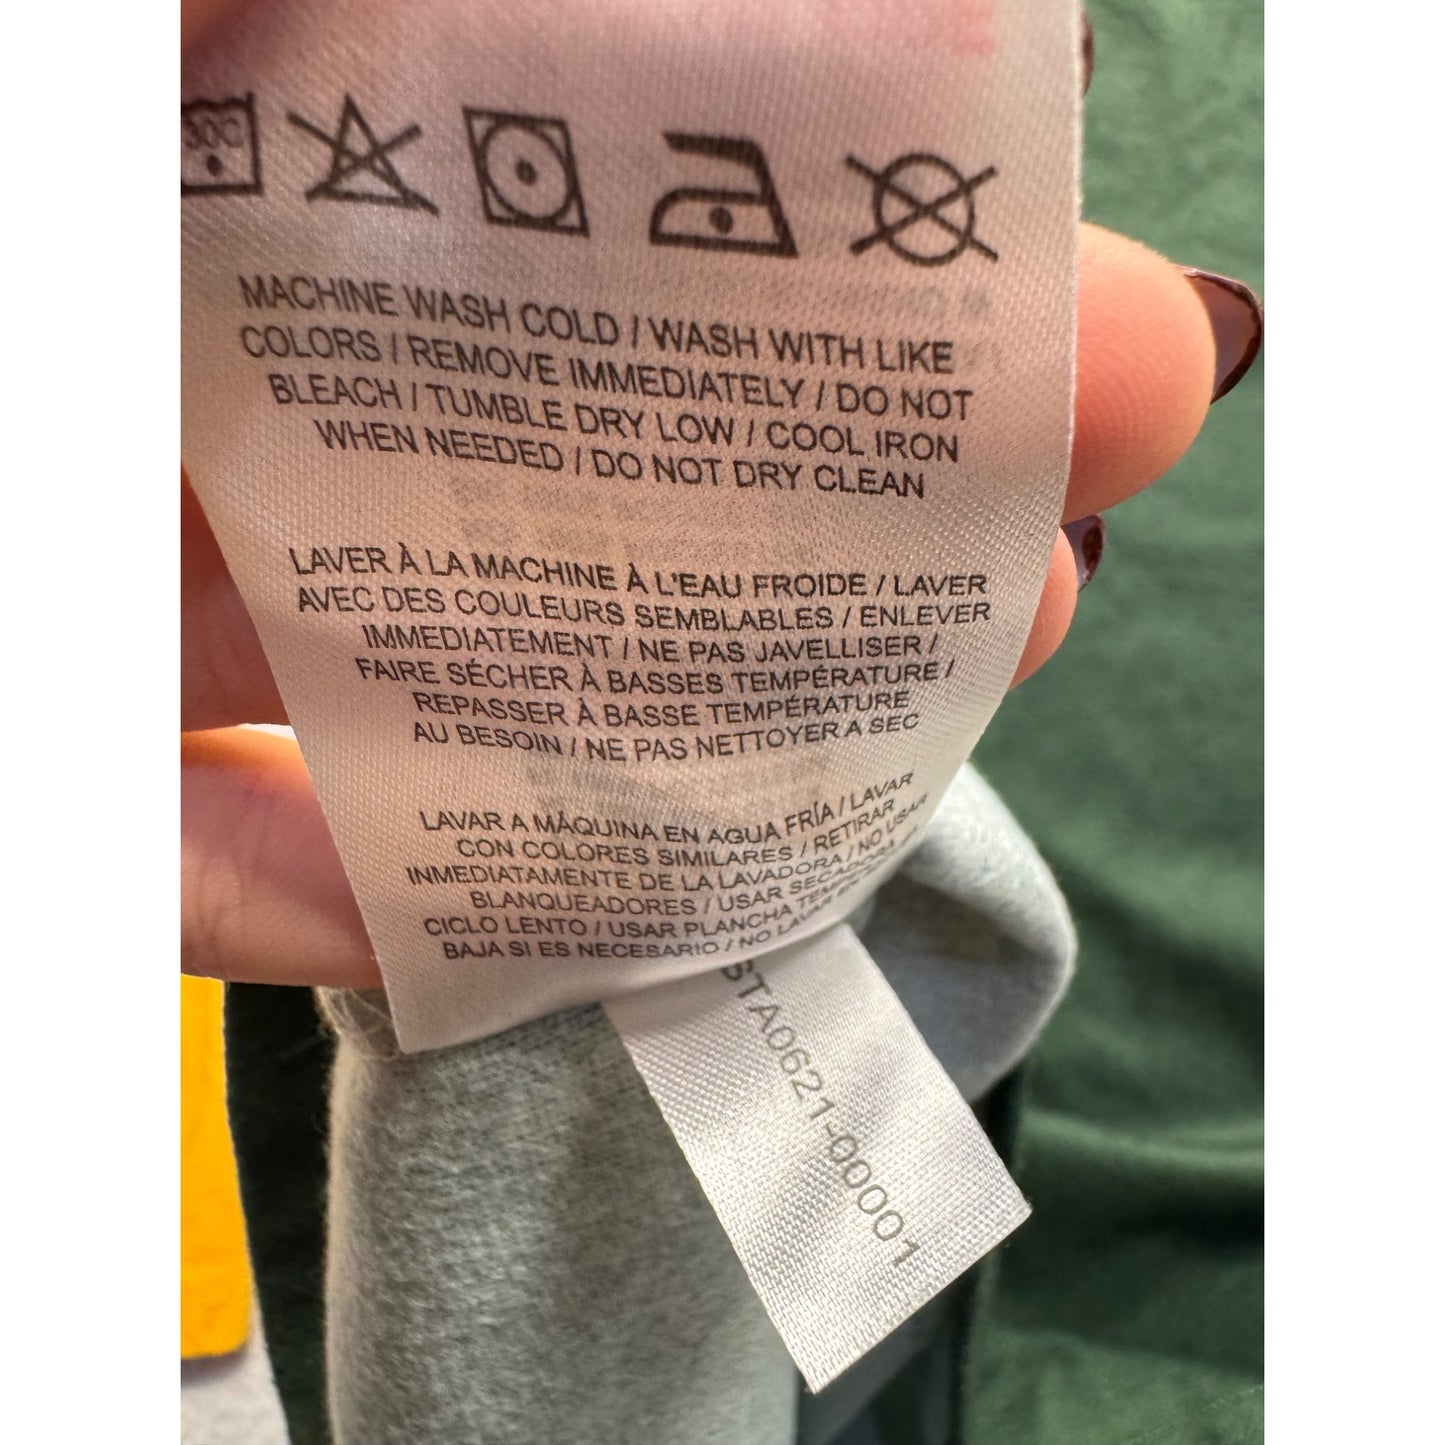 30C
MACHINE WASH COLD / WASH WITH LIKE
COLORS / REMOVE IMMEDIATELY / DO NOT
BLEACH / TUMBLE DRY LOW / COOL IRON
WHEN NEEDED / DO NOT DRY CLEAN
LAVER À LA MACHINE À L'EAU FROIDE / LAVER
AVEC DES COULEURS SEMBLABLES / ENLEVER
IMMEDIATEMENT / NE PAS JAVELLISER /
FAIRE SÉCHER À BASSES TEMPÉRATURE /
REPASSER À BASSE TEMPÉRATURE
AU BESOIN / NE PAS NETTOYER A SEC
LAVAR A MÁQUINA EN AGUA FRÍA / LAVAR
CON COLORES SIMILARES / RETIRAR
INMEDIATAMENTE DE LA LAVADORA / NO USAR
BLANQUEADORES / USAR SECADORA
CICLO LENTO / USAR PLANCHA
BAJA SI ES NECESARIO / NO LAVAR
STA0621-00001